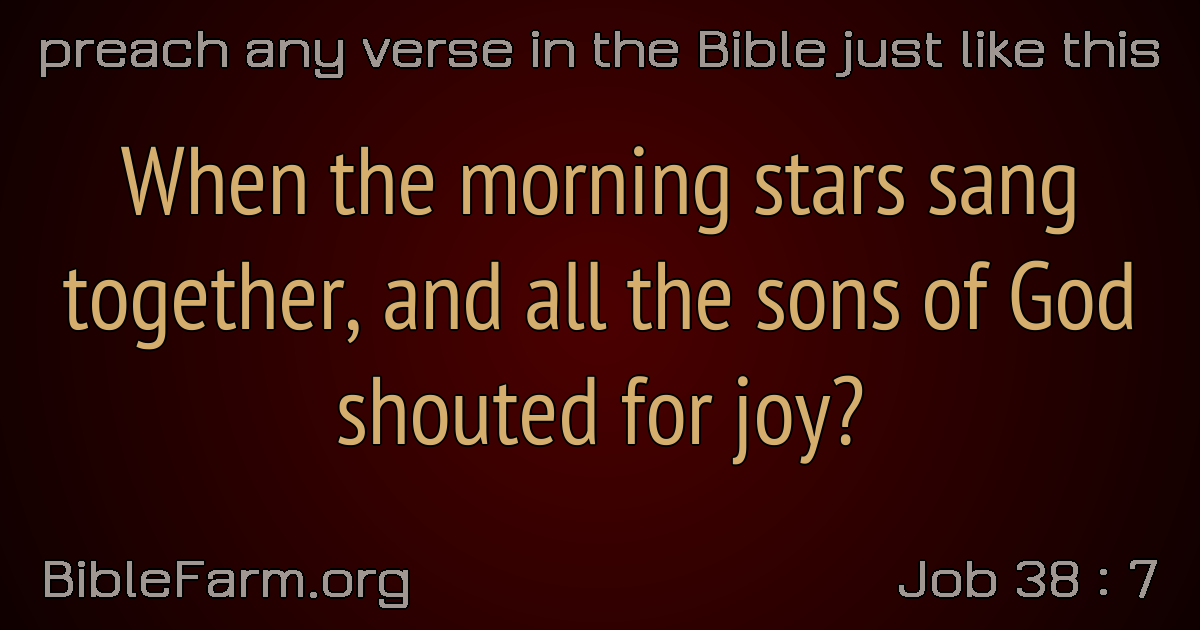 preach any verse in the Bible just like this
When the morning stars sang
together, and all the sons of God
shouted for joy?
BibleFarm.org
Job 38 : 7